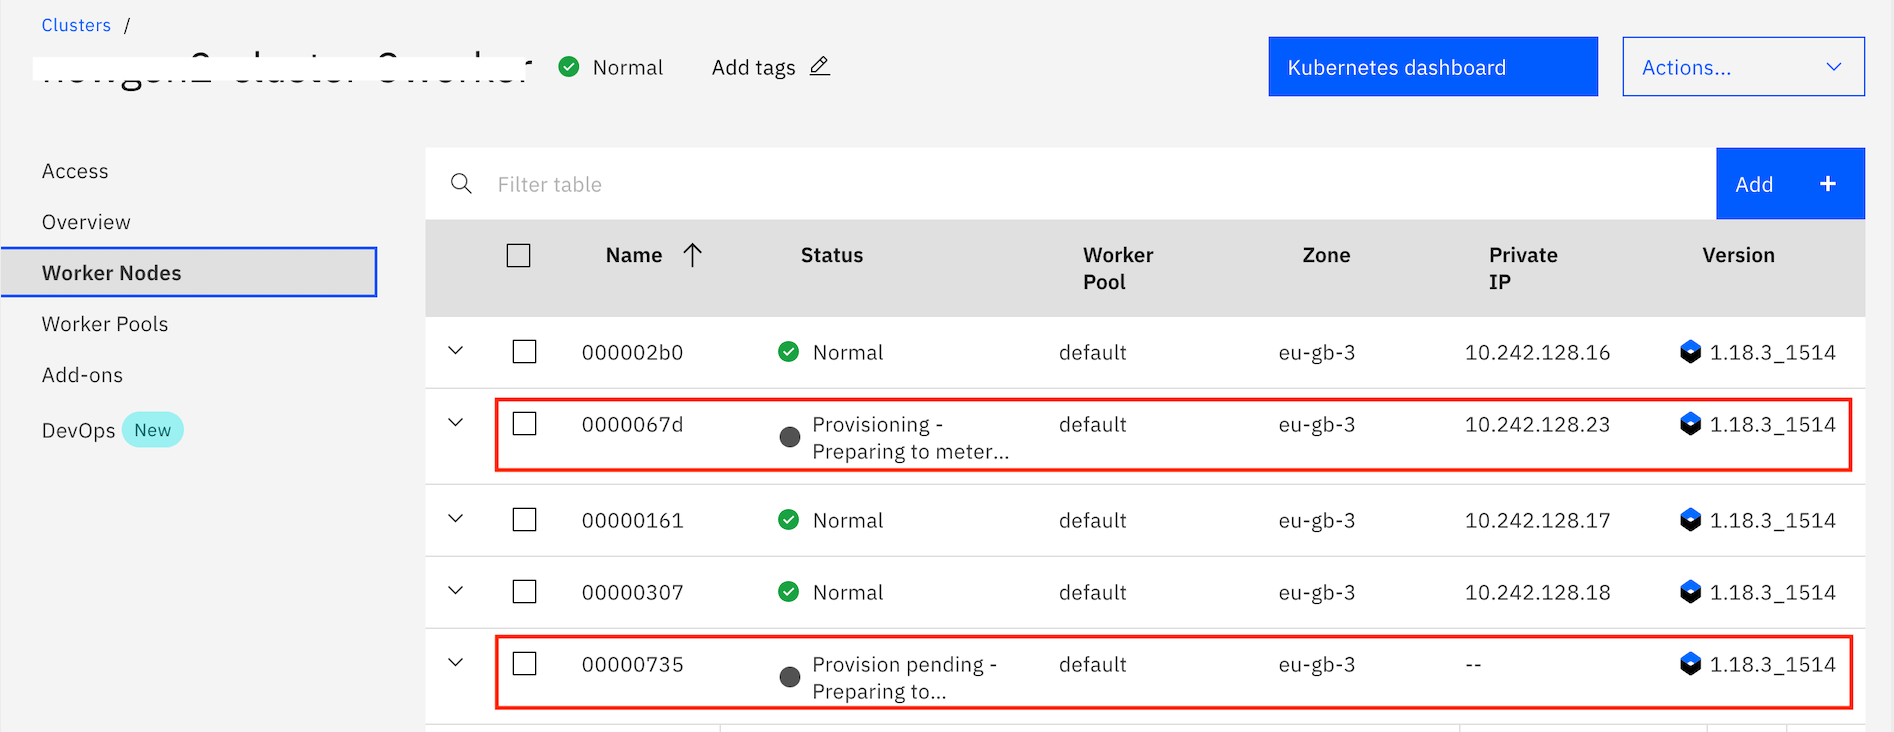 Clusters /
Normal Add tags
Kubernetes dashboard
Actions...
Access
Overview
Worker Nodes
Worker Pools
Add-ons
DevOps New
Filter table
Add +
Name Status Worker Pool Zone Private IP Version
000002b0 Normal default eu-gb-3 10.242.128.16 1.18.3_1514
0000067d Provisioning - default eu-gb-3 10.242.128.23 1.18.3_1514
Preparing to meter...
00000161 Normal default eu-gb-3 10.242.128.17 1.18.3_1514
00000307 Normal default eu-gb-3 10.242.128.18 1.18.3_1514
00000735 Provision pending - default eu-gb-3 -- 1.18.3_1514
Preparing to...